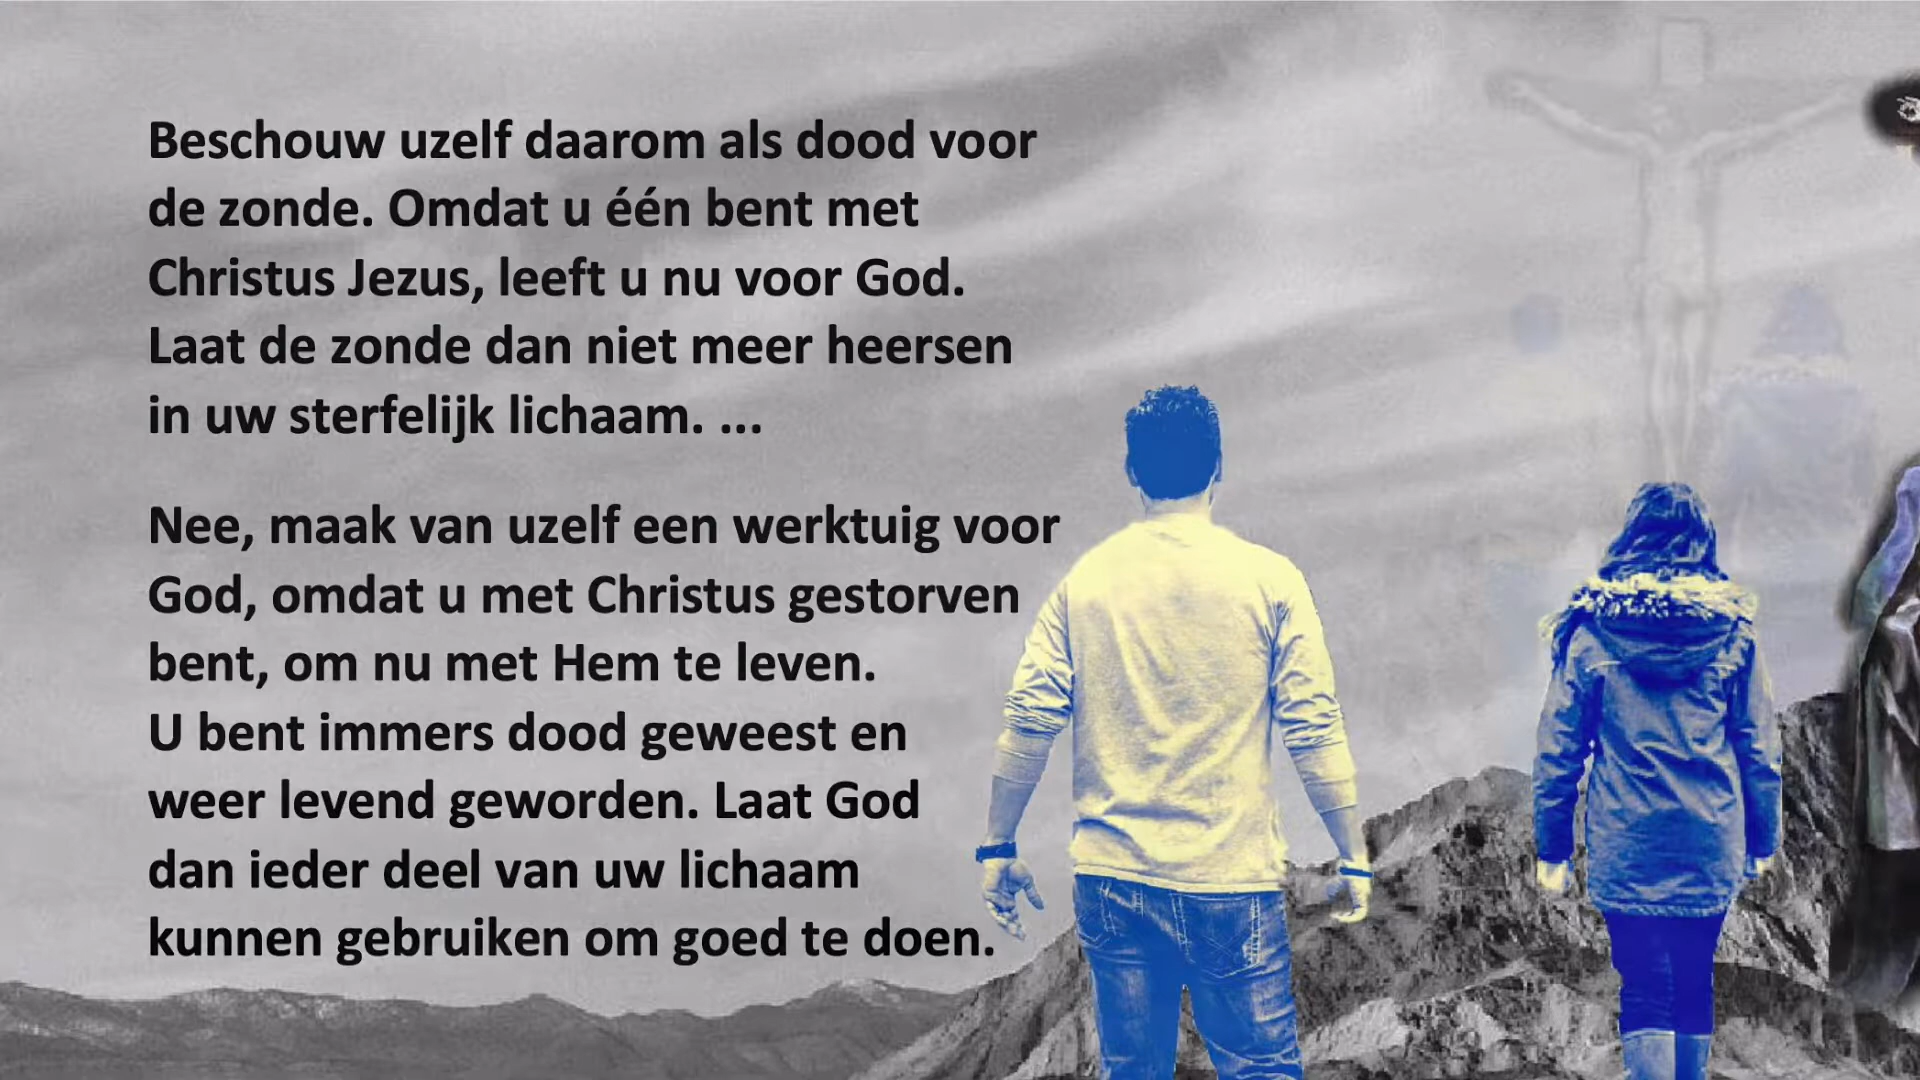 Beschouw uzelf daarom als dood voor
de zonde. Omdat u één bent met
Christus Jezus, leeft u nu voor God.
Laat de zonde dan niet meer heersen
in uw sterfelijk lichaam. ...
Nee, maak van uzelf een werktuig voor
God, omdat u met Christus gestorven
bent, om nu met Hem te leven.
U bent immers dood geweest en
weer levend geworden. Laat God
dan ieder deel van uw lichaam
kunnen gebruiken om goed te doen.